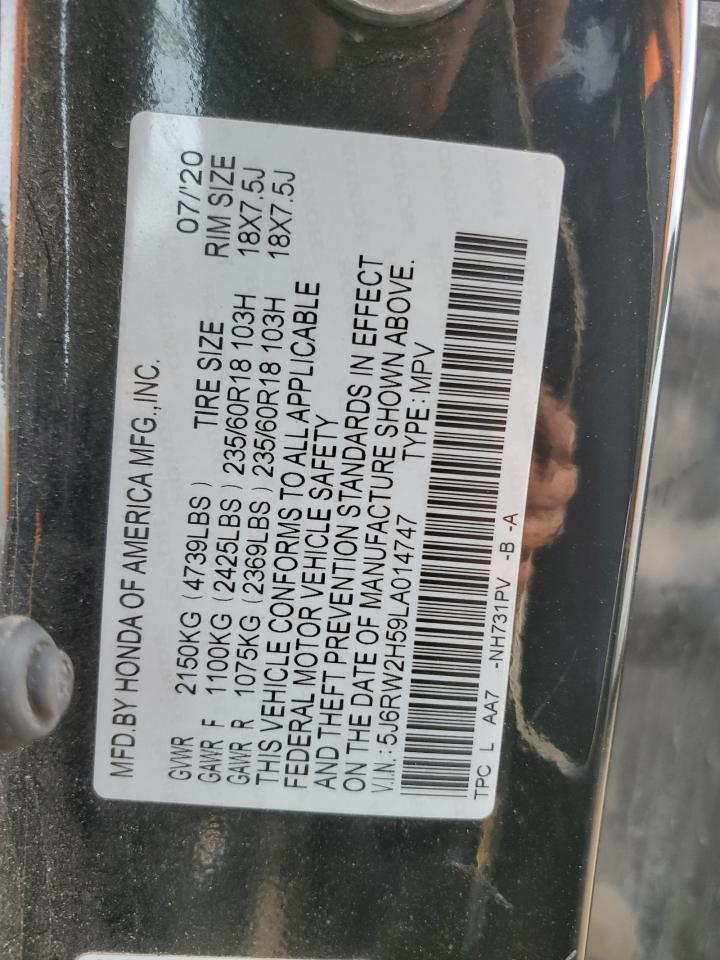 MFD.BY HONDA OF AMERICA MFG.,INC.
07/'20
GVWR 2150KG (4739LBS) TIRE SIZE RIM SIZE
GAWR F 1100KG (2425LBS) 235/60R18 103H 18X7.5J
GAWR R 1075KG (2369LBS) 235/60R18 103H 18X7.5J
THIS VEHICLE CONFORMS TO ALL APPLICABLE
FEDERAL MOTOR VEHICLE SAFETY
AND THEFT PREVENTION STANDARDS IN EFFECT
ON THE DATE OF MANUFACTURE SHOWN ABOVE.
V.I.N.: 5J6RW2H59LA014747 TYPE: MPV
TPC L AA7 -NH731PV -B -A